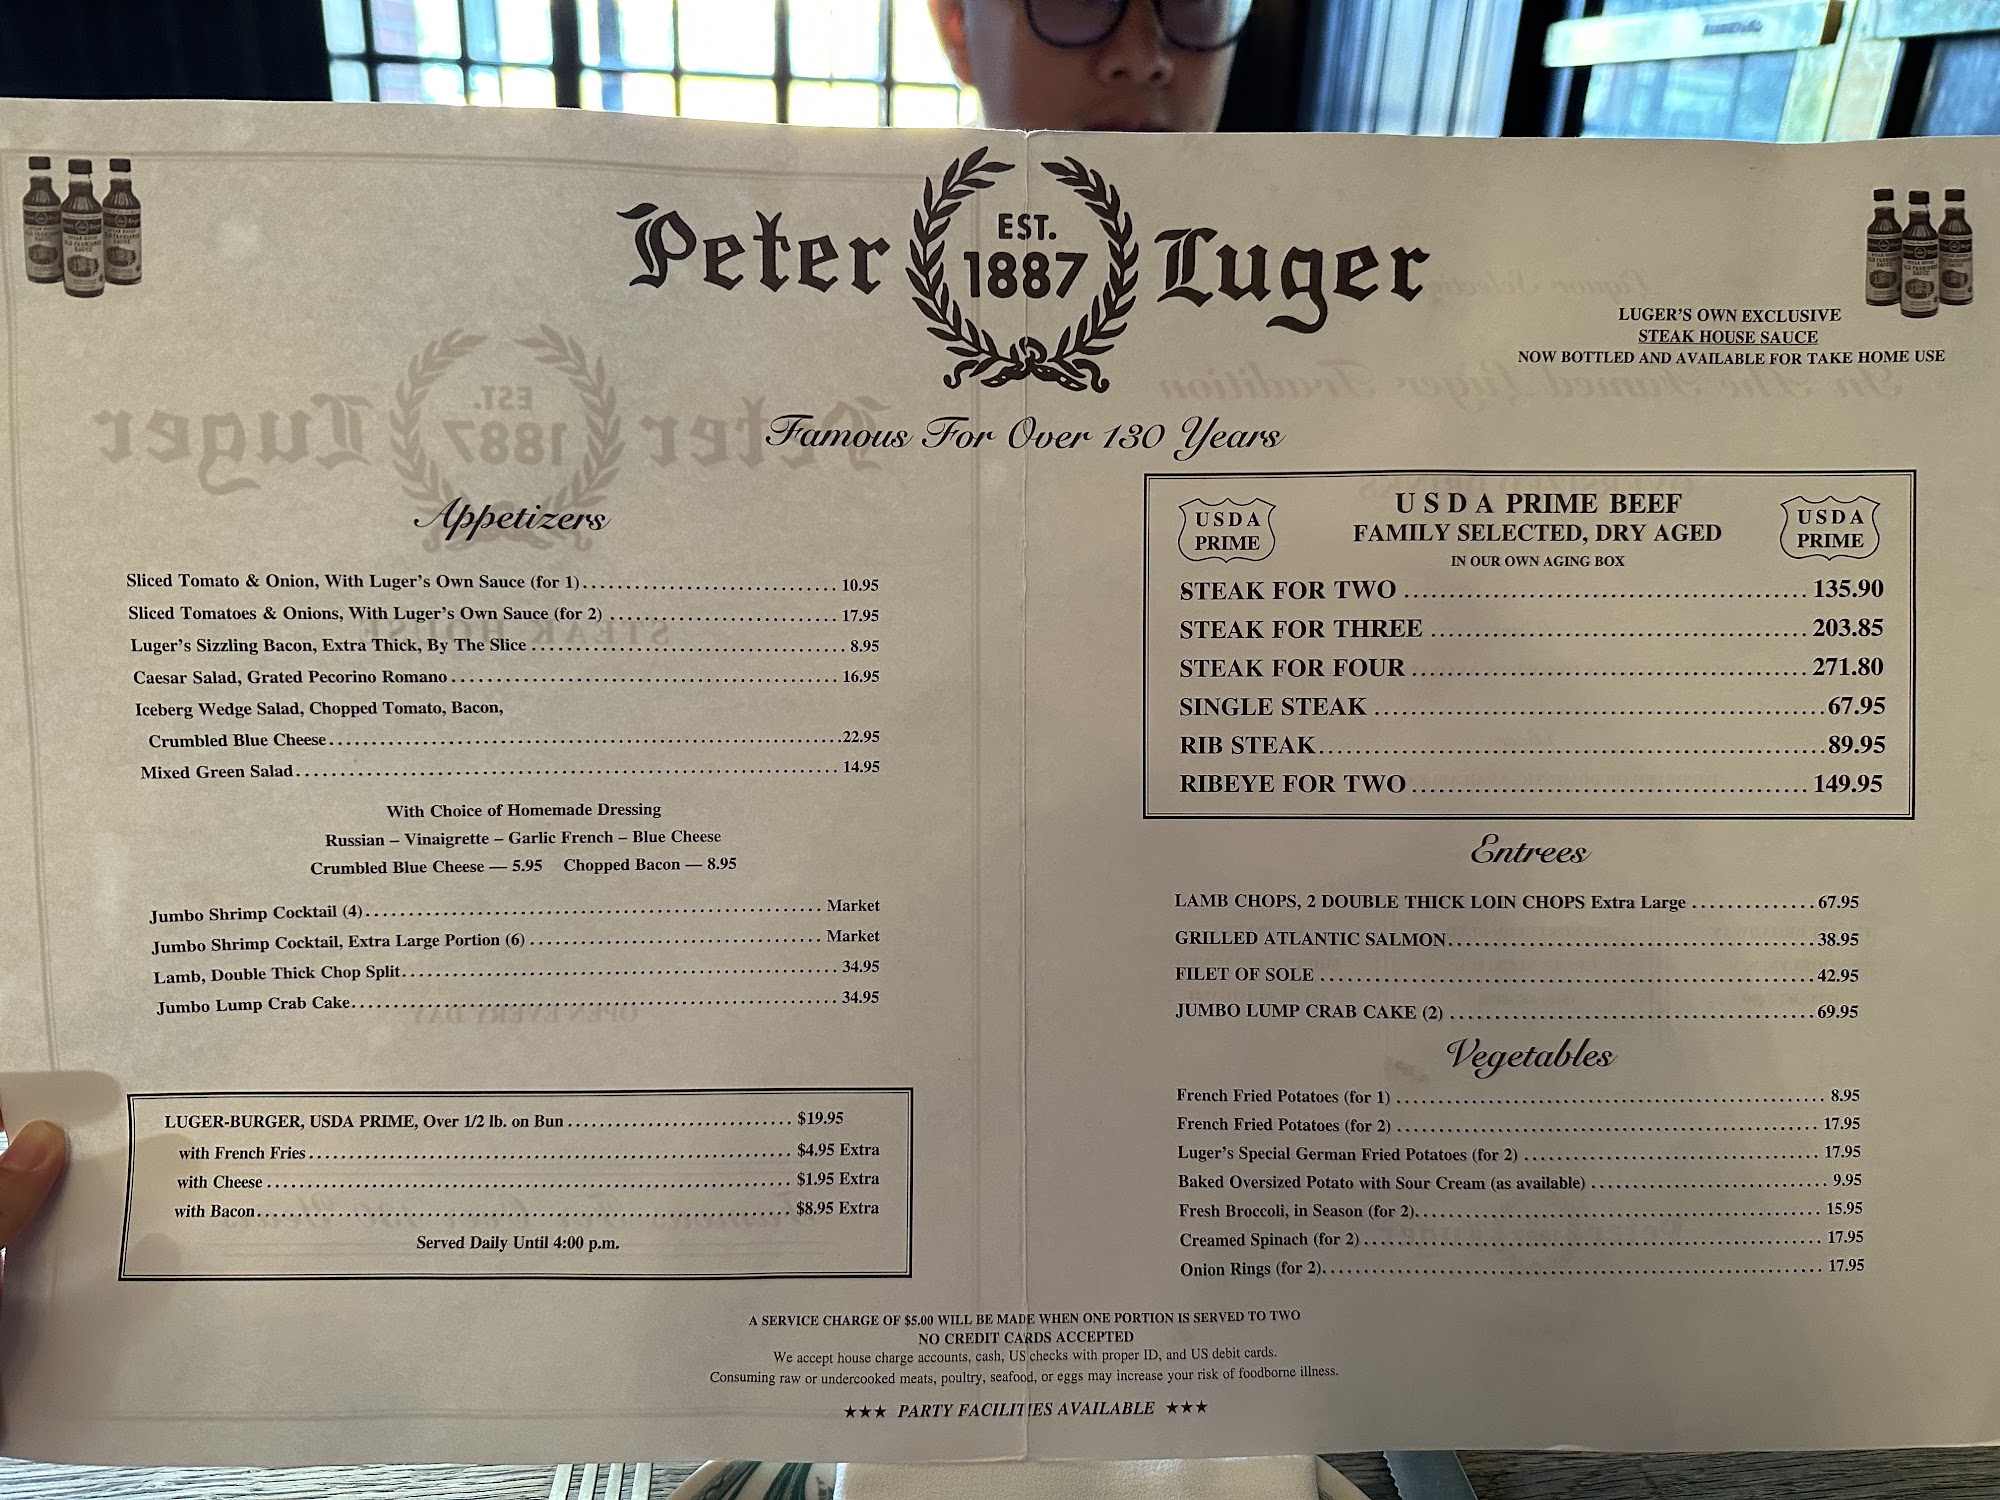 Peter EST. 1887 Luger
LUGER'S OWN EXCLUSIVE
STEAK HOUSE SAUCE
NOW BOTTLED AND AVAILABLE FOR TAKE HOME USE
Famous For Over 130 Years
Appetizers
Sliced Tomato & Onion, With Luger's Own Sauce (for 1) 10.95
Sliced Tomatoes & Onions, With Luger's Own Sauce (for 2) 17.95
Luger's Sizzling Bacon, Extra Thick, By The Slice 8.95
Caesar Salad, Grated Pecorino Romano 16.95
Iceberg Wedge Salad, Chopped Tomato, Bacon,
Crumbled Blue Cheese 22.95
Mixed Green Salad 14.95
With Choice of Homemade Dressing
Russian – Vinaigrette – Garlic French – Blue Cheese
Crumbled Blue Cheese — 5.95 Chopped Bacon — 8.95
Jumbo Shrimp Cocktail (4) Market
Jumbo Shrimp Cocktail, Extra Large Portion (6) Market
Lamb, Double Thick Chop Split 34.95
Jumbo Lump Crab Cake 34.95
LUGER-BURGER, USDA PRIME, Over 1/2 lb. on Bun $19.95
with French Fries $4.95 Extra
with Cheese $1.95 Extra
with Bacon $8.95 Extra
Served Daily Until 4:00 p.m.
USDA PRIME
USDA PRIME BEEF
FAMILY SELECTED, DRY AGED
IN OUR OWN AGING BOX
USDA PRIME
STEAK FOR TWO 135.90
STEAK FOR THREE 203.85
STEAK FOR FOUR 271.80
SINGLE STEAK 67.95
RIB STEAK 89.95
RIBEYE FOR TWO 149.95
Entrees
LAMB CHOPS, 2 DOUBLE THICK LOIN CHOPS Extra Large 67.95
GRILLED ATLANTIC SALMON 38.95
FILET OF SOLE 42.95
JUMBO LUMP CRAB CAKE (2) 69.95
Vegetables
French Fried Potatoes (for 1) 8.95
French Fried Potatoes (for 2) 17.95
Luger's Special German Fried Potatoes (for 2) 17.95
Baked Oversized Potato with Sour Cream (as available) 9.95
Fresh Broccoli, in Season (for 2) 15.95
Creamed Spinach (for 2) 17.95
Onion Rings (for 2) 17.95
A SERVICE CHARGE OF $5.00 WILL BE MADE WHEN ONE PORTION IS SERVED TO TWO
NO CREDIT CARDS ACCEPTED
We accept house charge accounts, cash, US checks with proper ID, and US debit cards.
Consuming raw or undercooked meats, poultry, seafood, or eggs may increase your risk of foodborne illness.
★★★ PARTY FACILITIES AVAILABLE ★★★